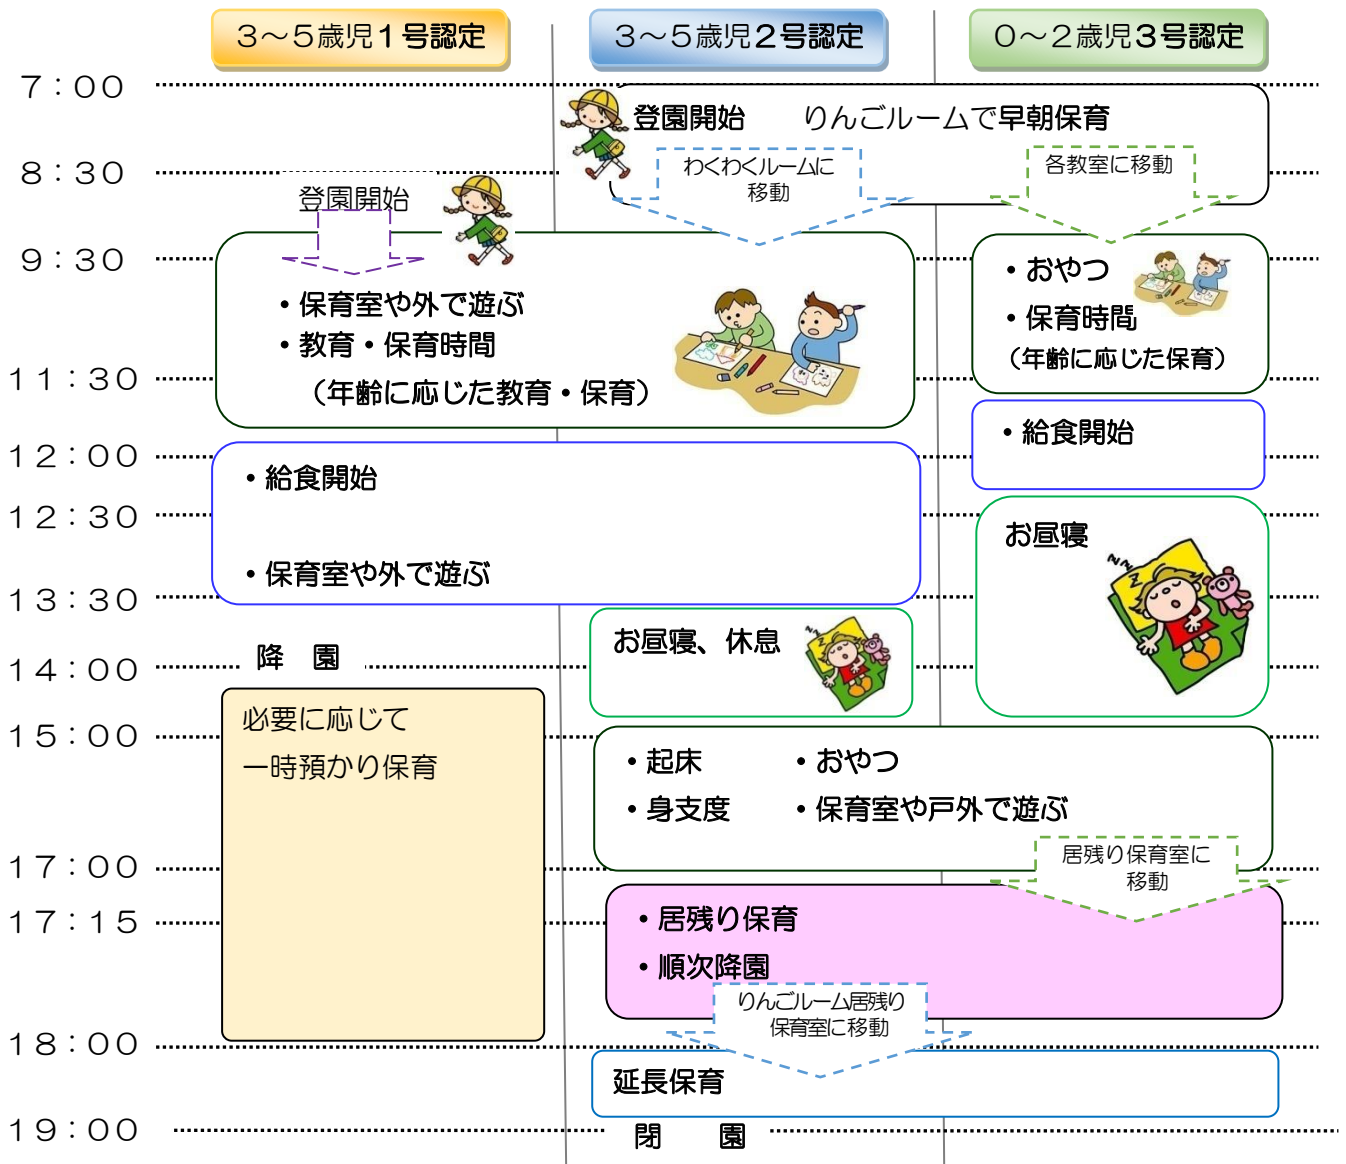 3～5歳児1号認定
3～5歳児2号認定
0～2歳児3号認定
7：00
登園開始　りんごルームで早朝保育
8：30
わくわくルームに
移動
各教室に移動
登園開始
9：30
・保育室や外で遊ぶ
・教育・保育時間
（年齢に応じた教育・保育）
・おやつ
・保育時間
（年齢に応じた保育）
11：30
・給食開始
12：00
・給食開始
12：30
・保育室や外で遊ぶ
お昼寝
13：30
お昼寝、休息
14：00
降　園
必要に応じて
一時預かり保育
15：00
・起床　・おやつ
・身支度　・保育室や戸外で遊ぶ
17：00
居残り保育室に
移動
17：15
・居残り保育
・順次降園
りんごルーム居残り
保育室に移動
18：00
延長保育
19：00
閉　園